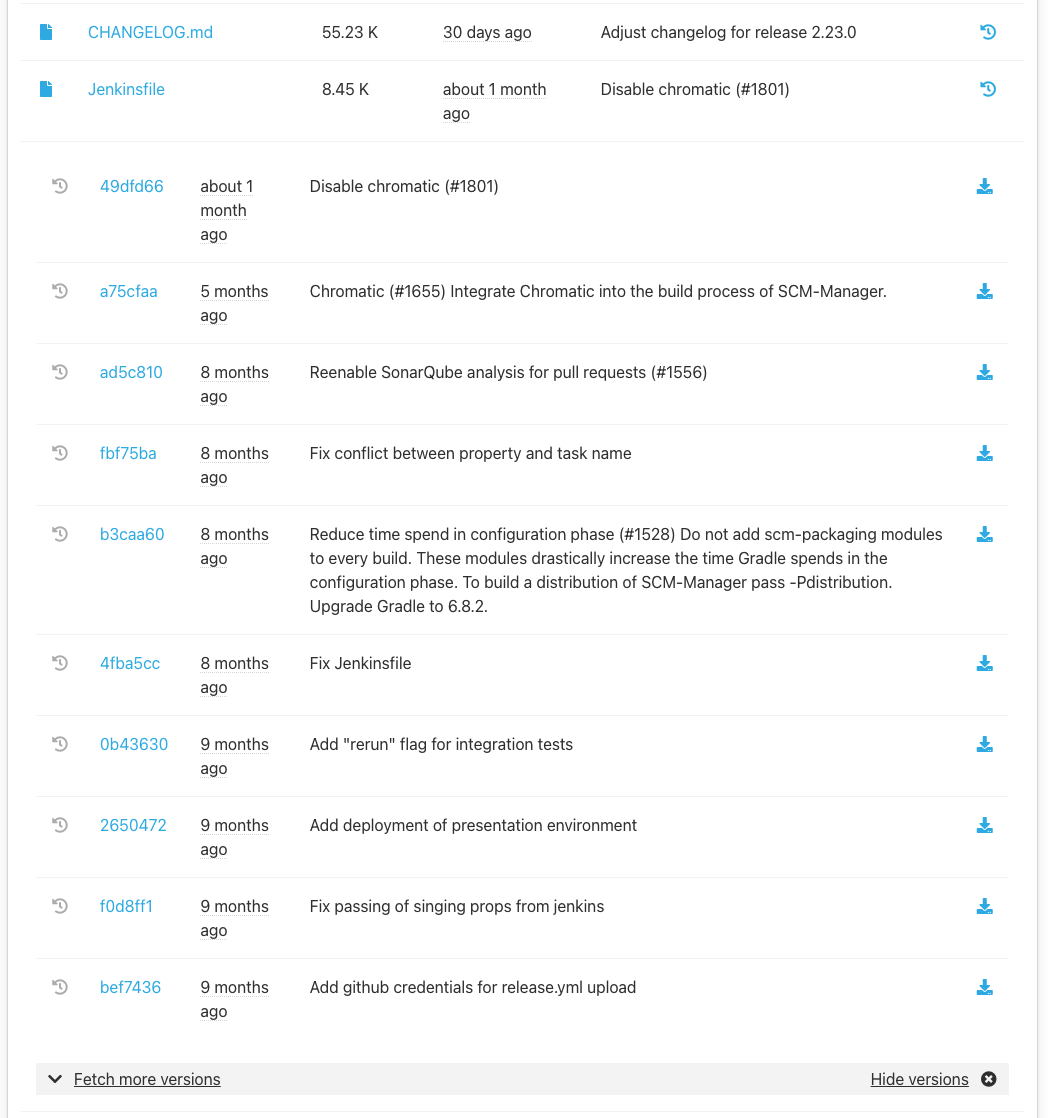 CHANGELOG.md 55.23 K 30 days ago Adjust changelog for release 2.23.0
Jenkinsfile 8.45 K about 1 month Disable chromatic (#1801)
ago
49dfd66 about 1 Disable chromatic (#1801)
month
ago
a75cfaa 5 months Chromatic (#1655) Integrate Chromatic into the build process of SCM-Manager.
ago
ad5c810 8 months Reenable SonarQube analysis for pull requests (#1556)
ago
fbf75ba 8 months Fix conflict between property and task name
ago
b3caa60 8 months Reduce time spend in configuration phase (#1528) Do not add scm-packaging modules
ago to every build. These modules drastically increase the time Gradle spends in the
configuration phase. To build a distribution of SCM-Manager pass -Pdistribution.
Upgrade Gradle to 6.8.2.
4fba5cc 8 months Fix Jenkinsfile
ago
0b43630 9 months Add "rerun" flag for integration tests
ago
2650472 9 months Add deployment of presentation environment
ago
f0d8ff1 9 months Fix passing of singing props from jenkins
ago
bef7436 9 months Add github credentials for release.yml upload
ago
Fetch more versions Hide versions